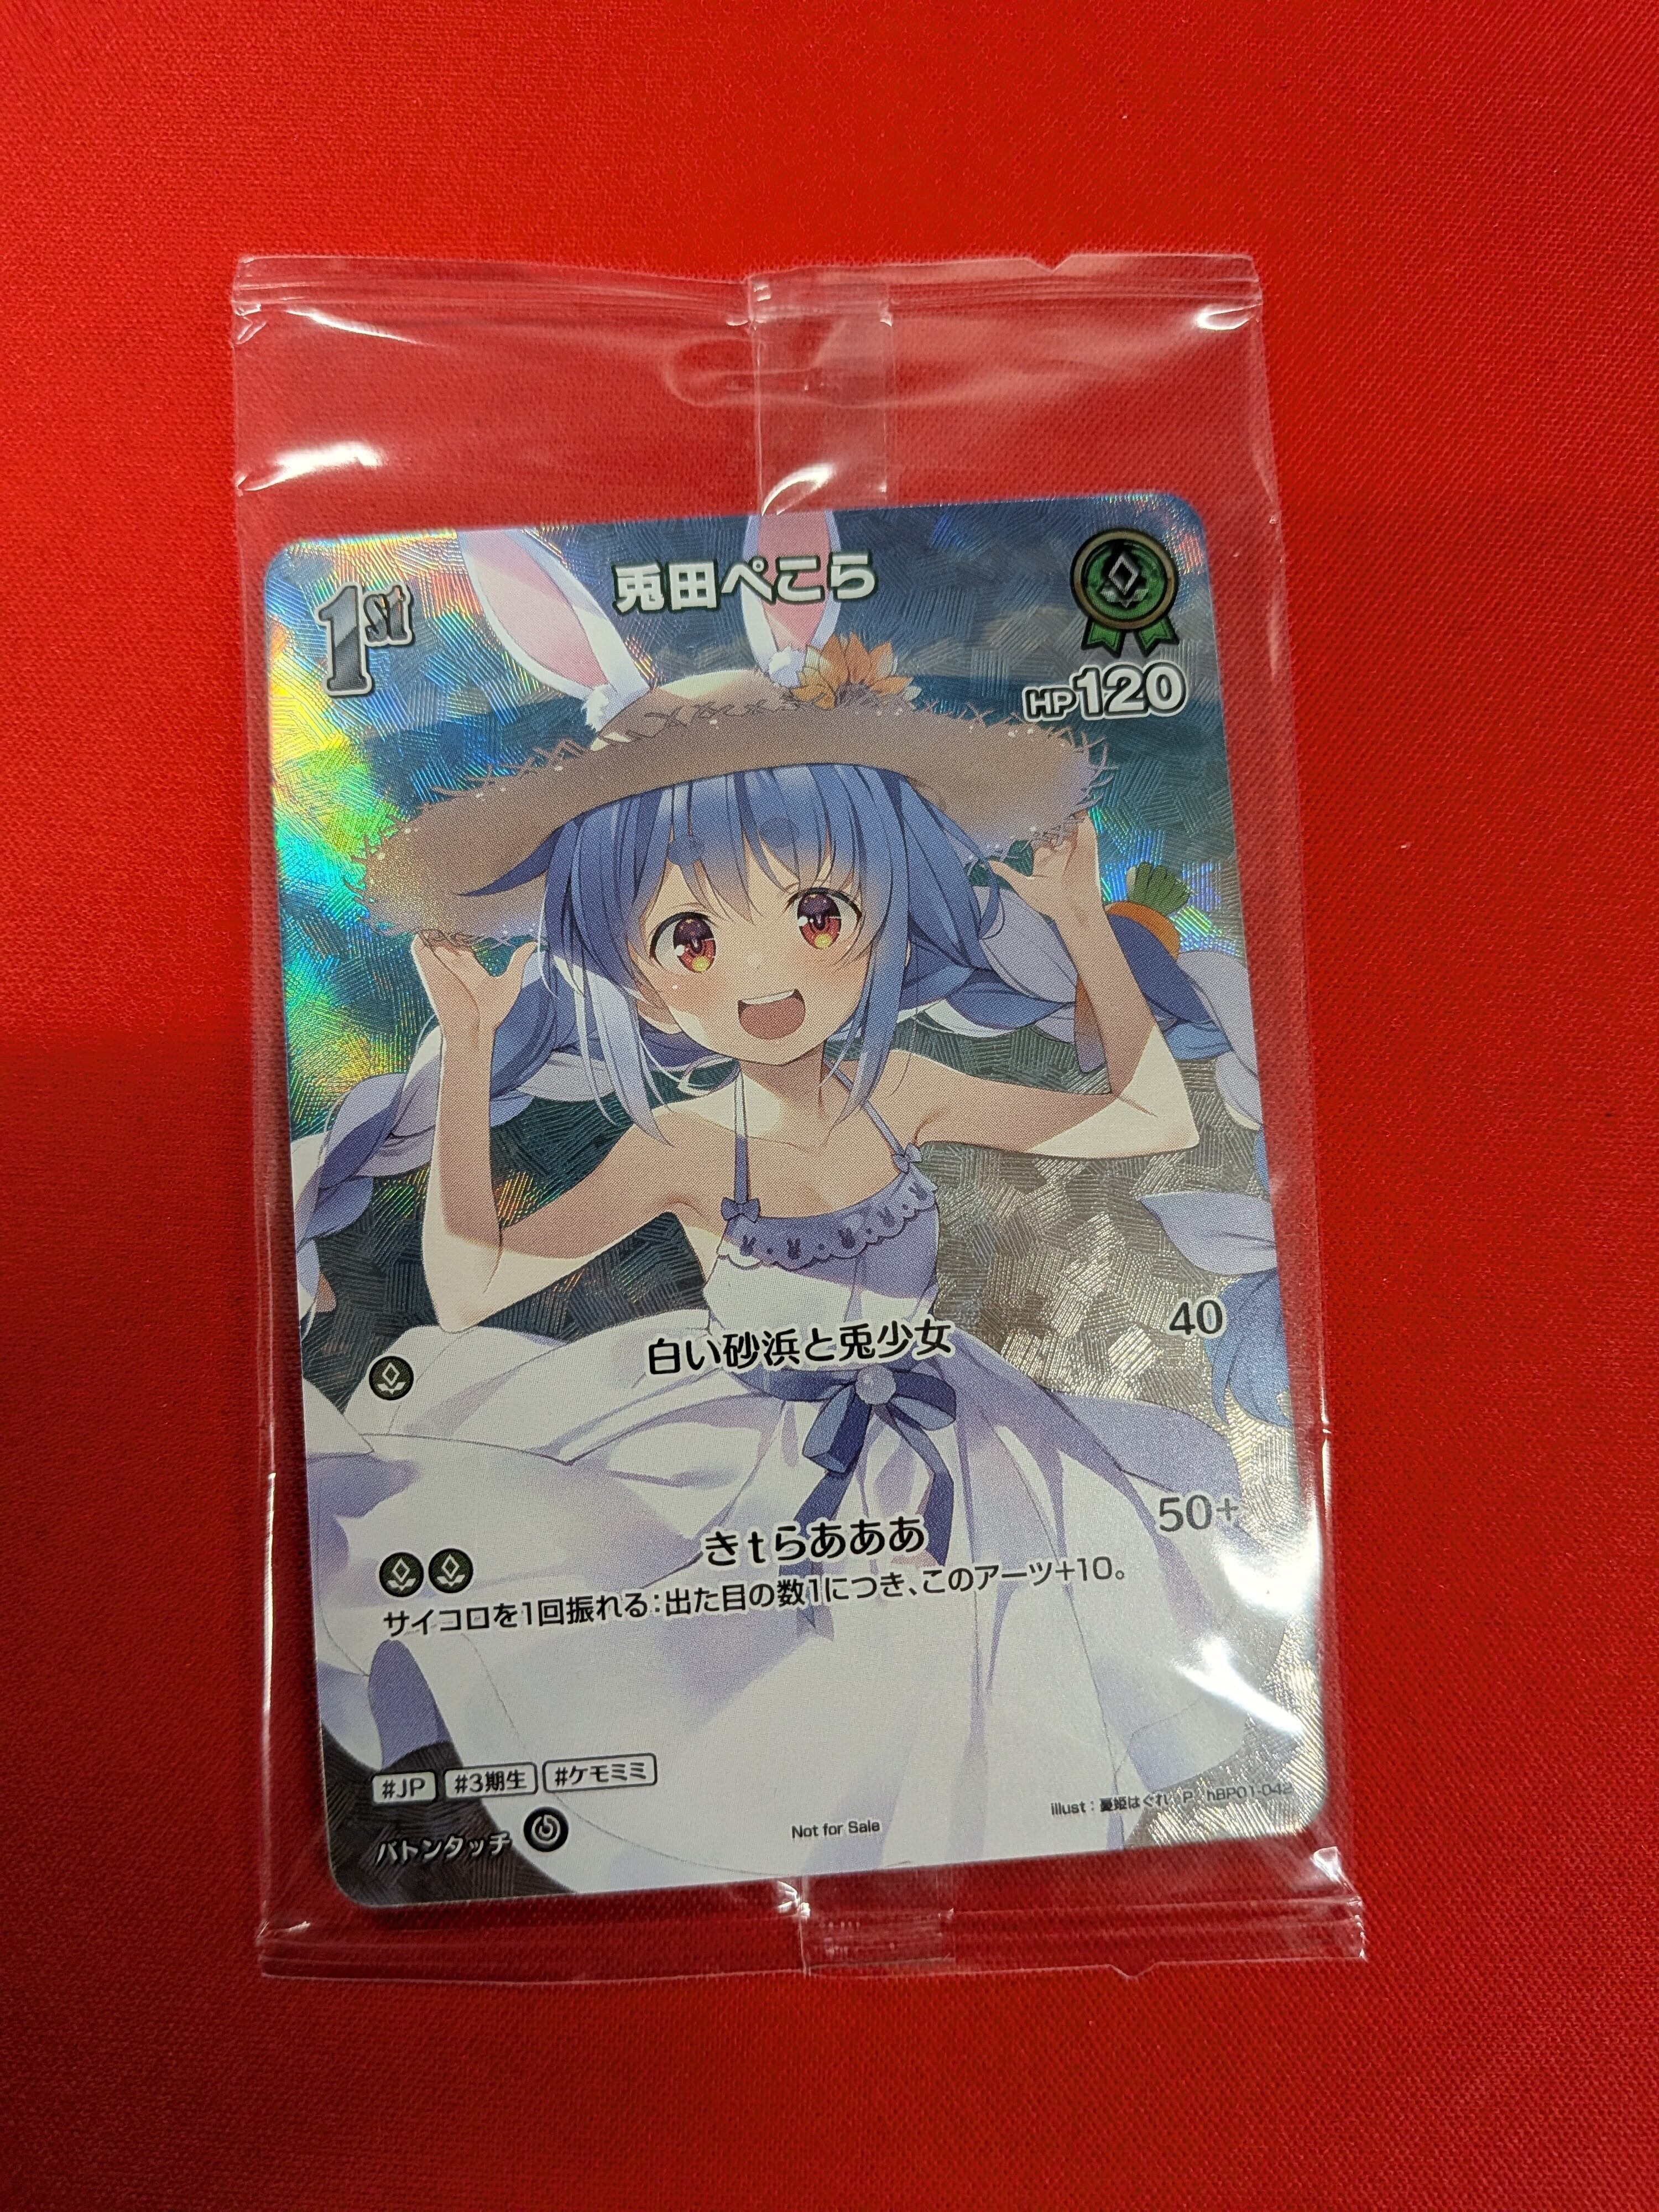 1st
兎田ぺこら
HP120
白い砂浜と兎少女
40
きtらあああ
50+
サイコロを1回振れる:出た目の数1につき、このアーツ+10。
#JP #3期生 #ケモミミ
illust:憂姫はぐれ P hBP01-042
バトンタッチ
Not for Sale